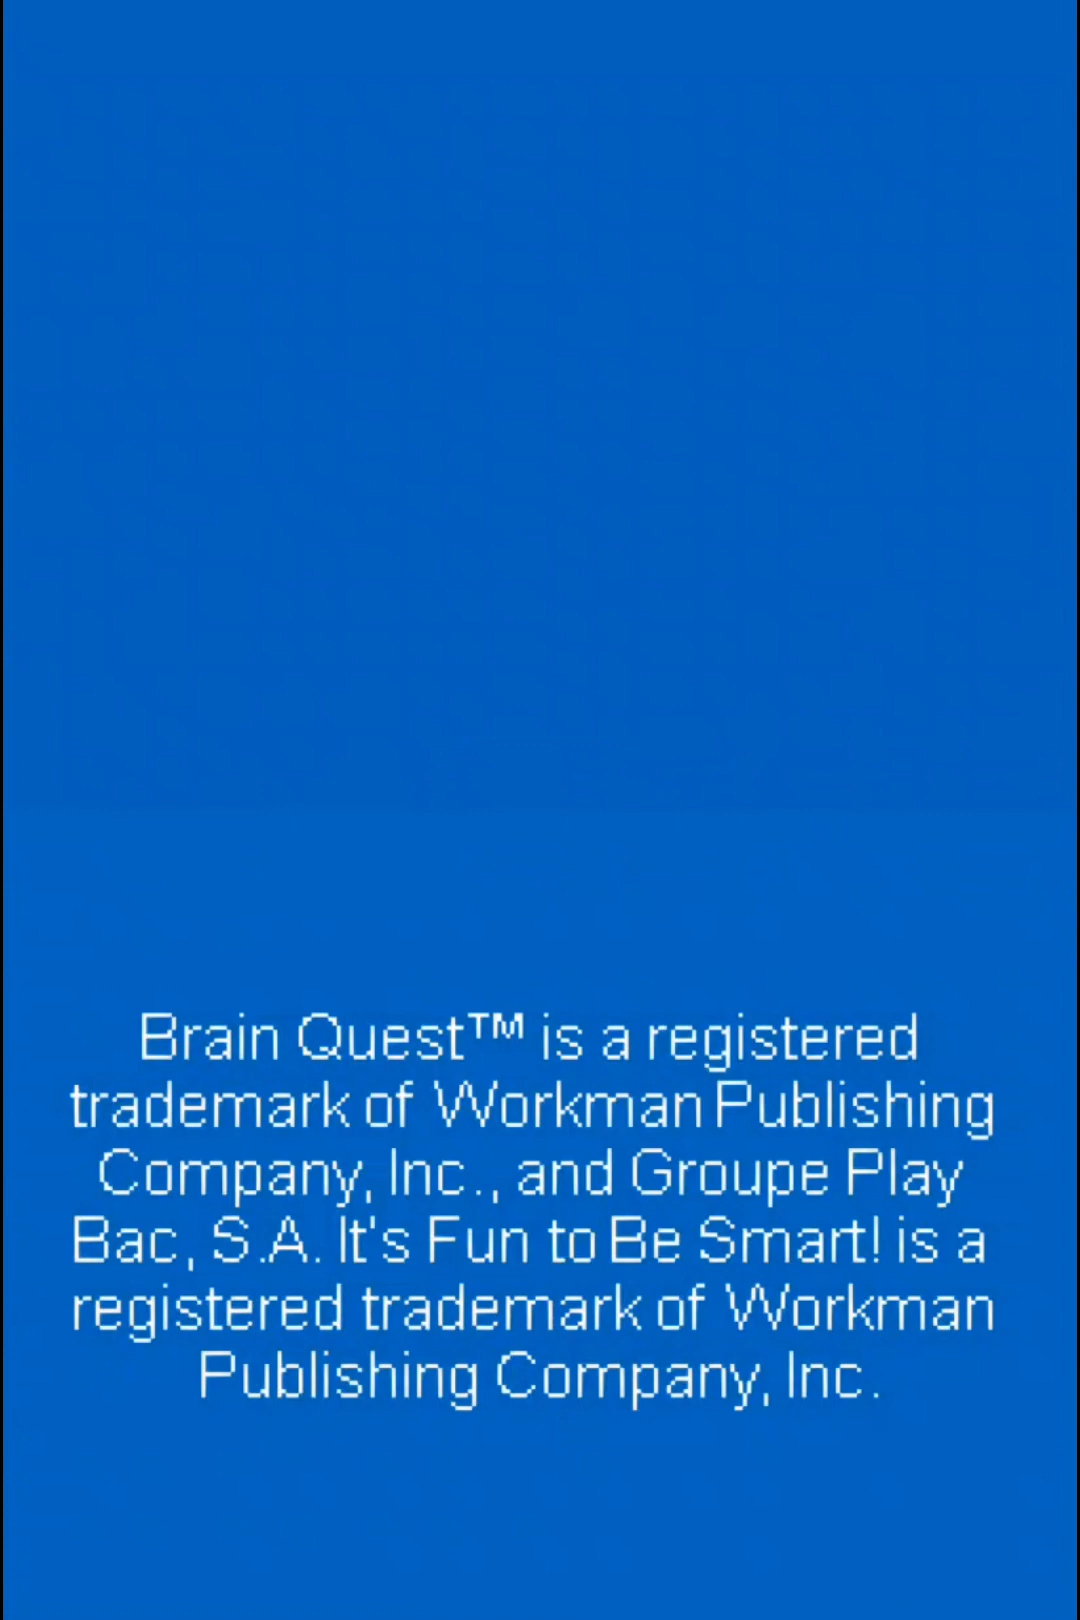 Brain Quest™ is a registered
trademark of Workman Publishing
Company, Inc., and Groupe Play
Bac, S.A. It's Fun to Be Smart! is a
registered trademark of Workman
Publishing Company, Inc.